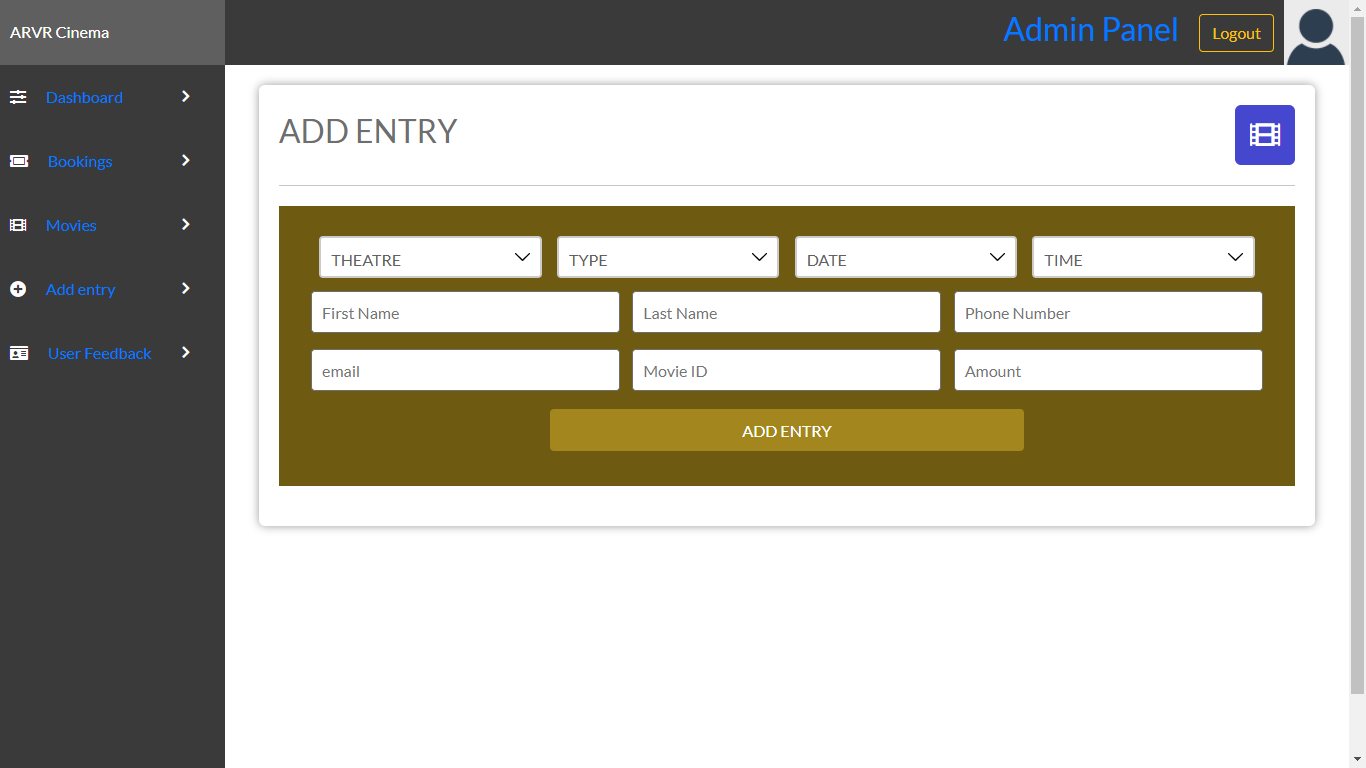 ARVR Cinema
Admin Panel
Logout
Dashboard
Bookings
Movies
Add entry
User Feedback
ADD ENTRY
THEATRE TYPE DATE TIME
First Name Last Name Phone Number
email Movie ID Amount
ADD ENTRY